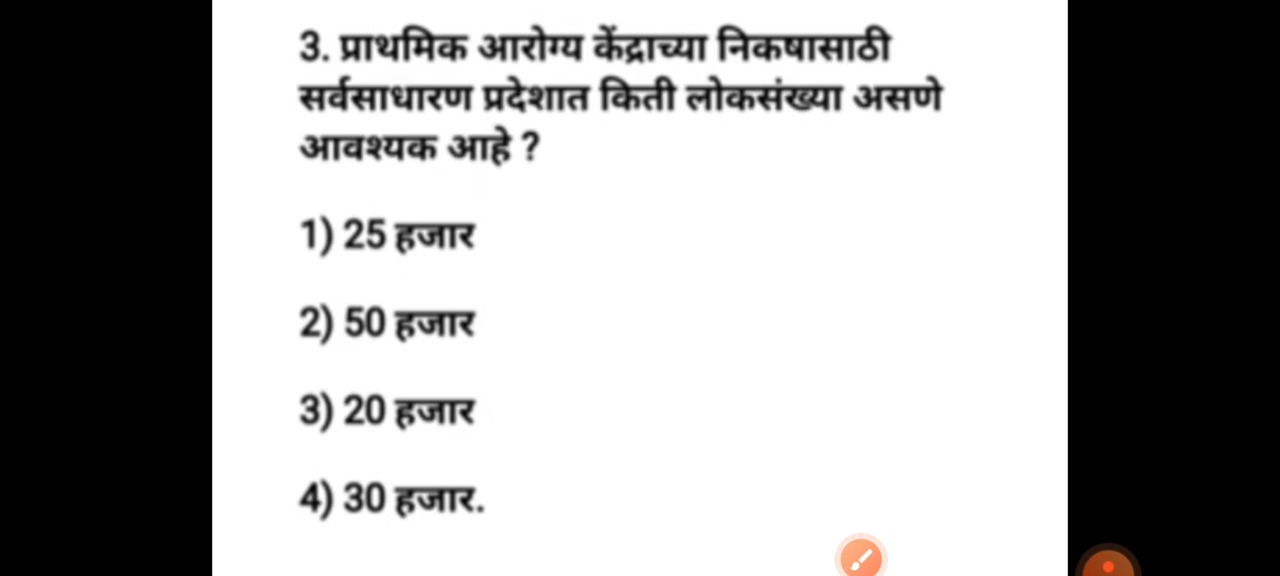 3. प्राथमिक आरोग्य केंद्राच्या निकषासाठी
सर्वसाधारण प्रदेशात किती लोकसंख्या असणे
आवश्यक आहे ?
1) 25 हजार
2) 50 हजार
3) 20 हजार
4) 30 हजार.